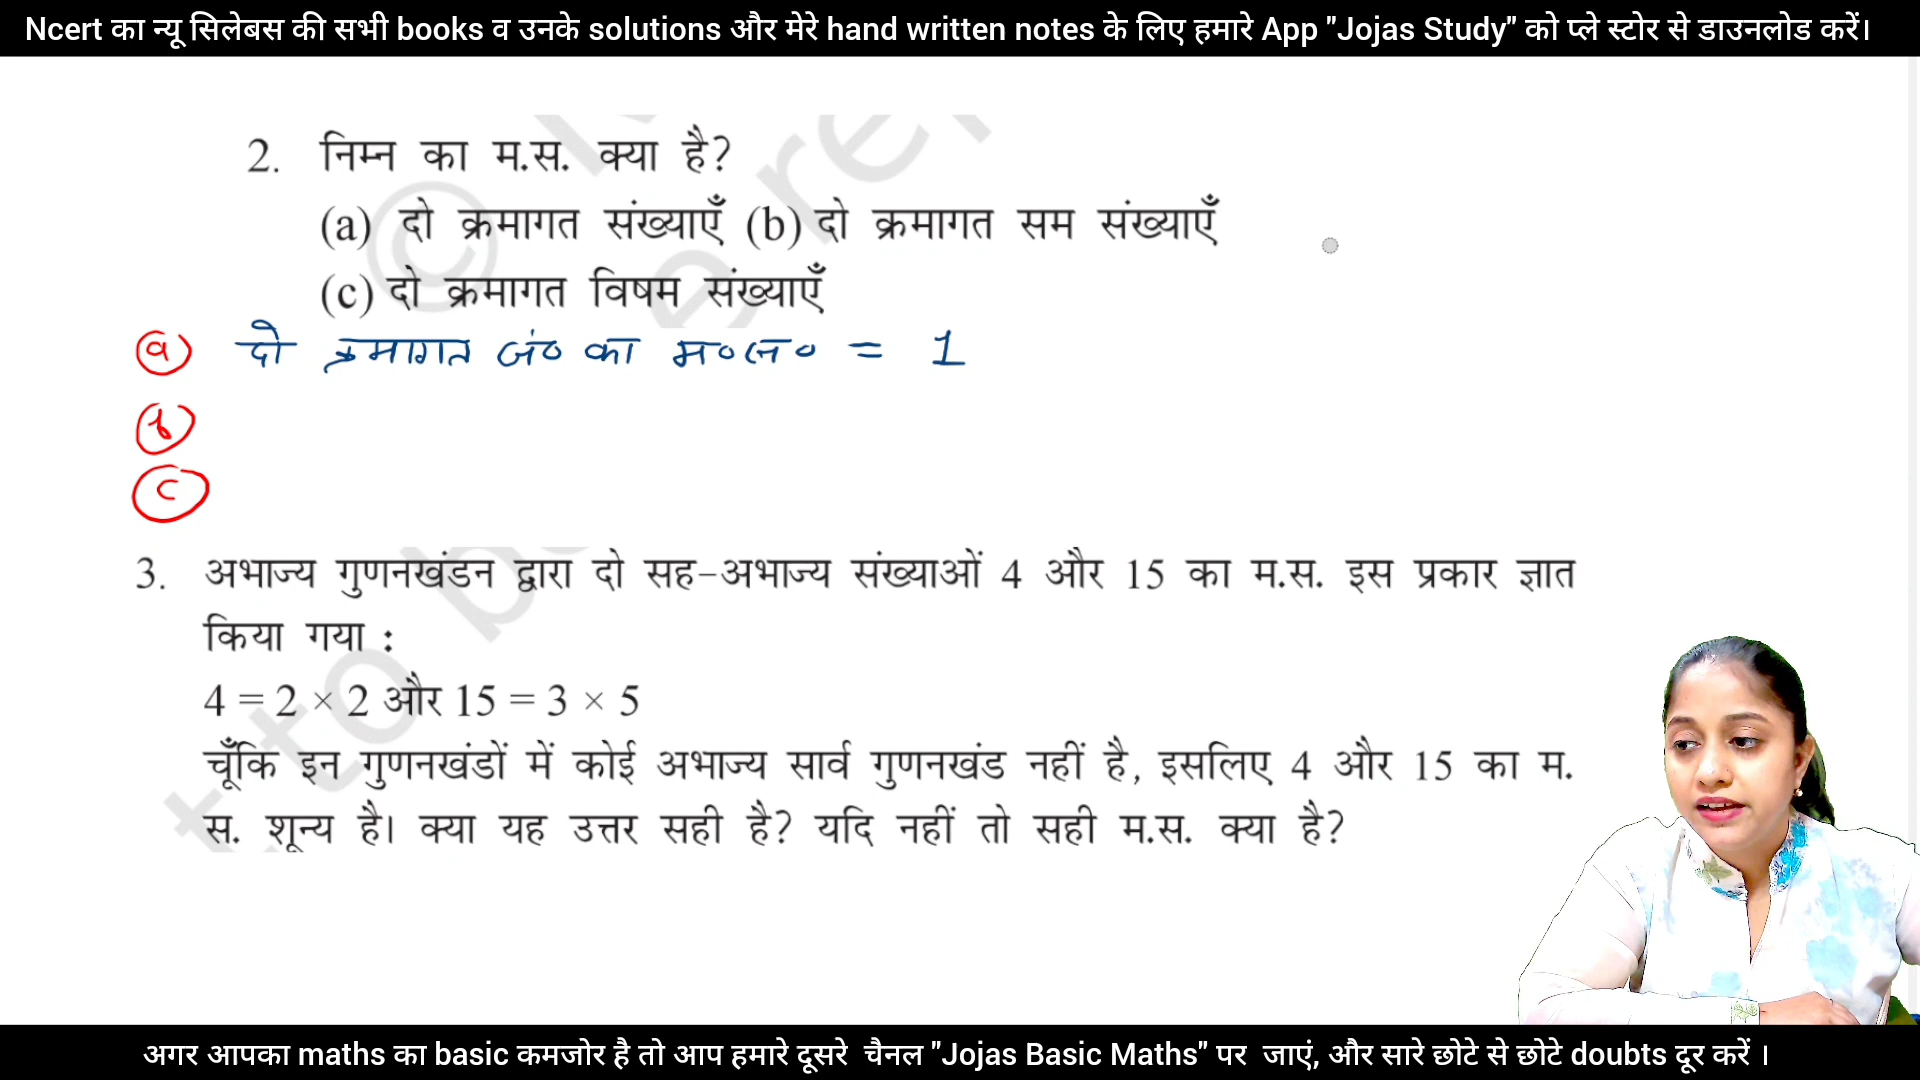 Ncert का न्यू सिलेबस की सभी books व उनके solutions और मेरे hand written notes के लिए हमारे App "Jojas Study" को प्ले स्टोर से डाउनलोड करें।
2. निम्न का म.स. क्या है?
(a) दो क्रमागत संख्याएँ (b) दो क्रमागत सम संख्याएँ
(c) दो क्रमागत विषम संख्याएँ
(a) दो क्रमागत सं० का म०स० = 1
(b)
(c)
3. अभाज्य गुणनखंडन द्वारा दो सह-अभाज्य संख्याओं 4 और 15 का म.स. इस प्रकार ज्ञात
किया गया :
4 = 2 × 2 और 15 = 3 × 5
चूँकि इन गुणनखंडों में कोई अभाज्य सार्व गुणनखंड नहीं है, इसलिए 4 और 15 का म.
स. शून्य है। क्या यह उत्तर सही है? यदि नहीं तो सही म.स. क्या है?
अगर आपका maths का basic कमजोर है तो आप हमारे दूसरे चैनल "Jojas Basic Maths" पर जाएं, और सारे छोटे से छोटे doubts दूर करें ।